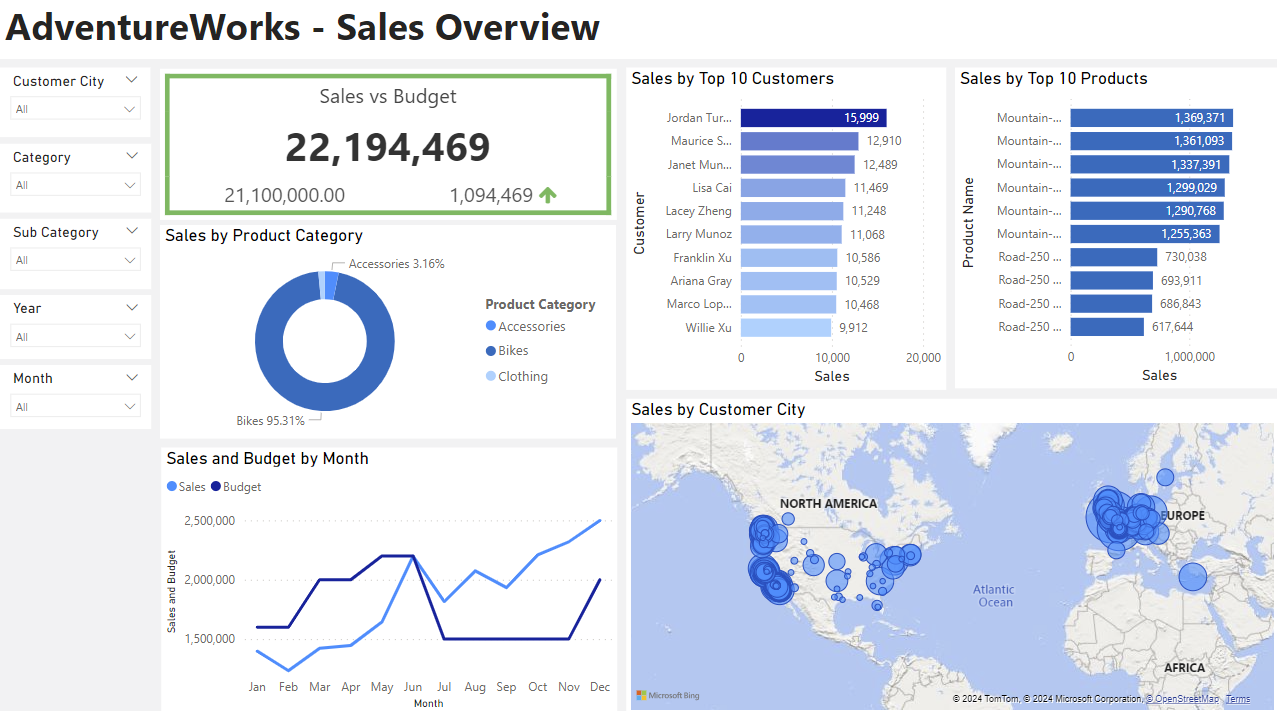 AdventureWorks - Sales Overview
Customer City
All
Category
All
Sub Category
All
Year
All
Month
All
Sales vs Budget
22,194,469
21,100,000.00 1,094,469
Sales by Product Category
Accessories 3.16%
Bikes 95.31%
Product Category
Accessories
Bikes
Clothing
Sales and Budget by Month
Sales Budget
Sales and Budget
2,500,000
2,000,000
1,500,000
Jan Feb Mar Apr May Jun Jul Aug Sep Oct Nov Dec
Month
Sales by Top 10 Customers
Customer
Jordan Tur... 15,999
Maurice S... 12,910
Janet Mun... 12,489
Lisa Cai 11,469
Lacey Zheng 11,248
Larry Munoz 11,068
Franklin Xu 10,586
Ariana Gray 10,529
Marco Lop... 10,468
Willie Xu 9,912
0 10,000 20,000
Sales
Sales by Top 10 Products
Product Name
Mountain-... 1,369,371
Mountain-... 1,361,093
Mountain-... 1,337,391
Mountain-... 1,299,029
Mountain-... 1,290,768
Mountain-... 1,255,363
Road-250 ... 730,038
Road-250 ... 693,911
Road-250 ... 686,843
Road-250 ... 617,644
0 1,000,000
Sales
Sales by Customer City
NORTH AMERICA
EUROPE
Atlantic
Ocean
AFRICA
Microsoft Bing
© 2024 TomTom, © 2024 Microsoft Corporation, © OpenStreetMap Terms